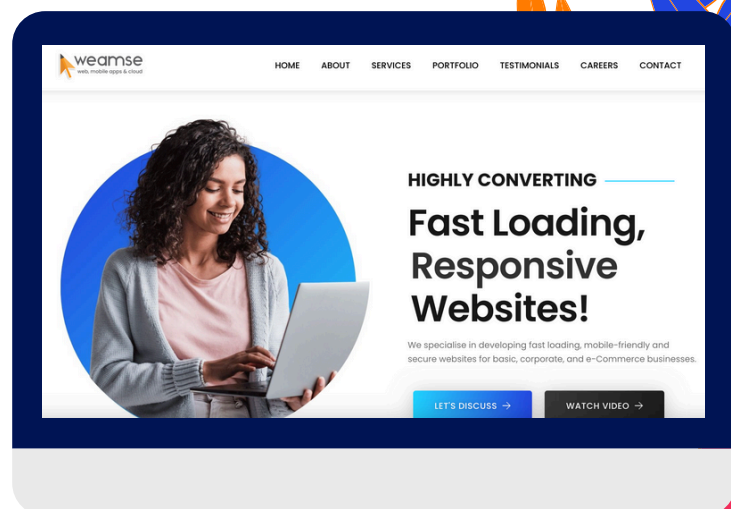 weamse
web, mobile apps & cloud
HOME ABOUT SERVICES PORTFOLIO TESTIMONIALS CAREERS CONTACT
HIGHLY CONVERTING
Fast Loading,
Responsive
Websites!
We specialise in developing fast loading, mobile-friendly and
secure websites for basic, corporate, and e-Commerce businesses.
LET'S DISCUSS → WATCH VIDEO →